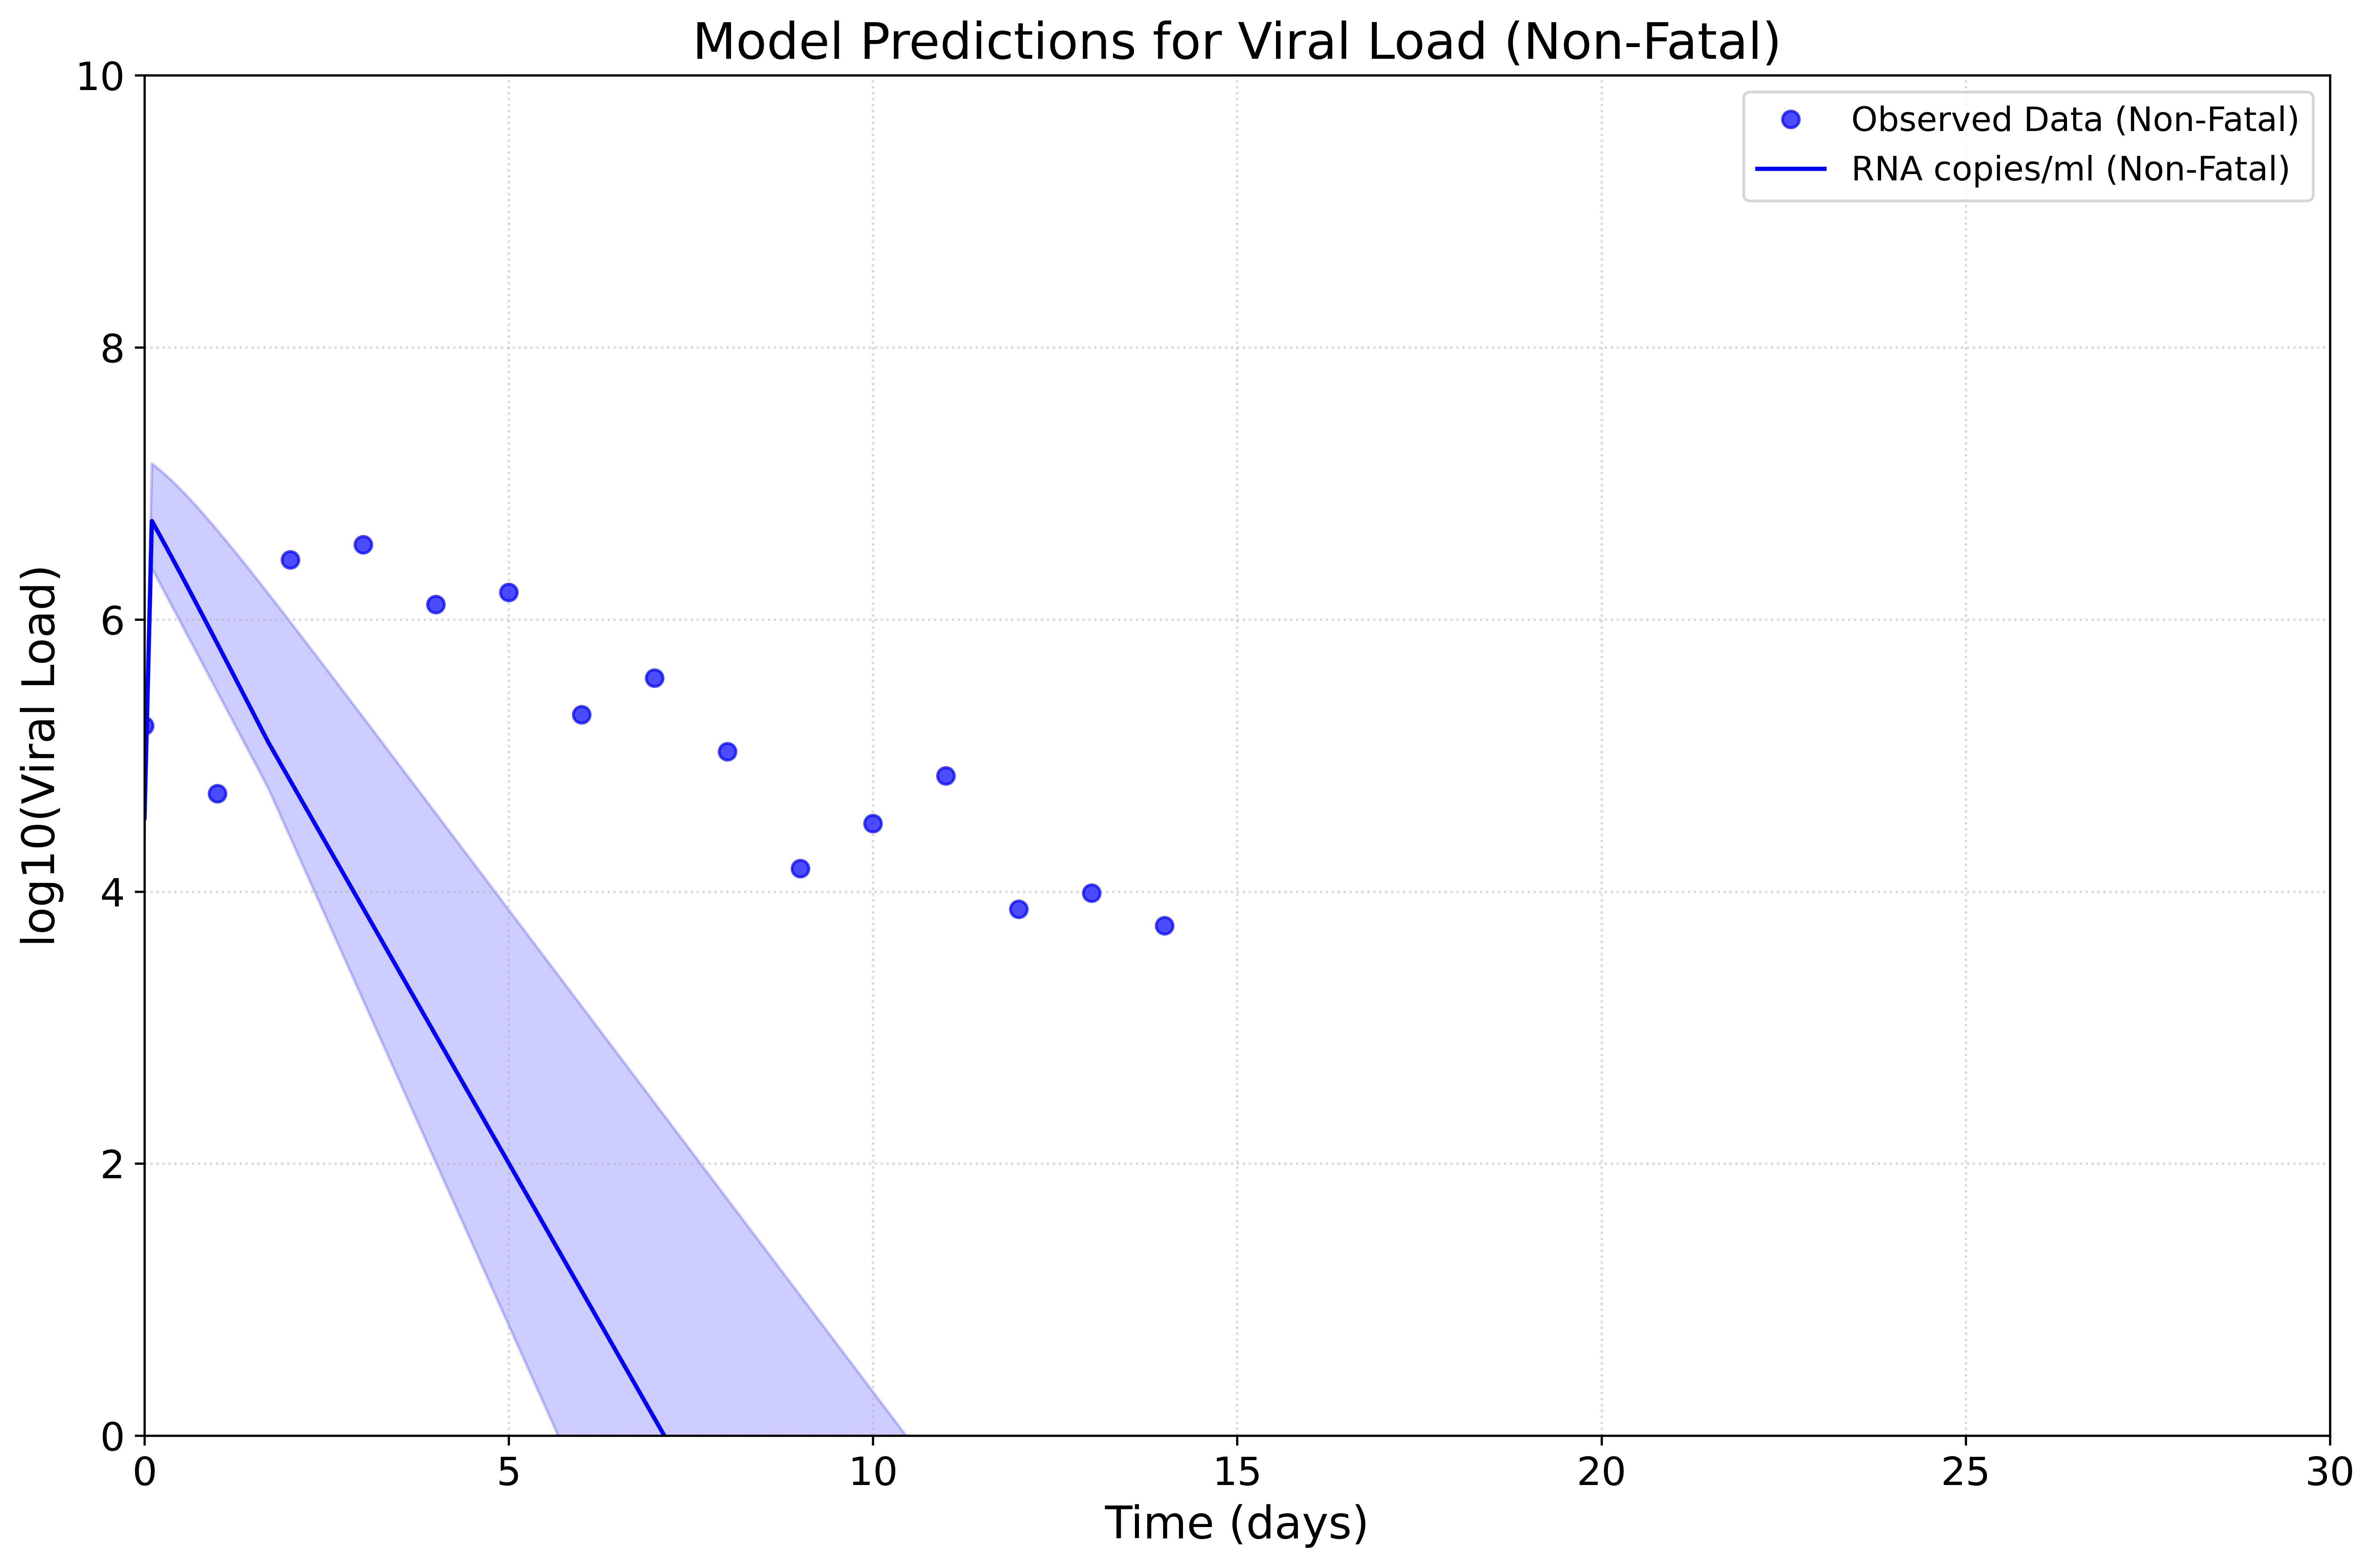 Model Predictions for Viral Load (Non-Fatal)
Observed Data (Non-Fatal)
RNA copies/ml (Non-Fatal)
log10(Viral Load)
10
8
6
4
2
0
0 5 10 15 20 25 30
Time (days)